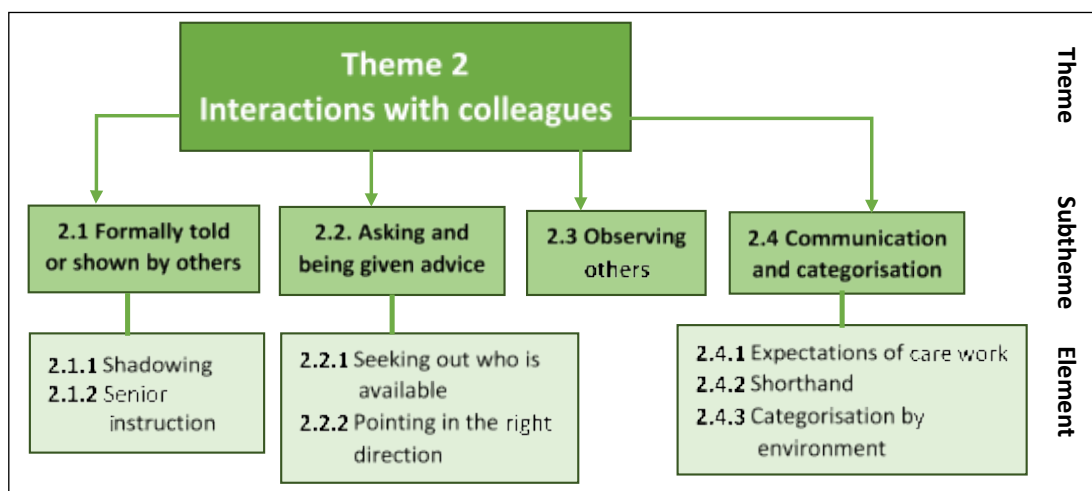 Theme 2
Interactions with colleagues
Theme
2.1 Formally told
or shown by others
2.2. Asking and
being given advice
2.3 Observing
others
2.4 Communication
and categorisation
Subtheme
2.1.1 Shadowing
2.1.2 Senior
instruction
2.2.1 Seeking out who is
available
2.2.2 Pointing in the right
direction
2.4.1 Expectations of care work
2.4.2 Shorthand
2.4.3 Categorisation by
environment
Element